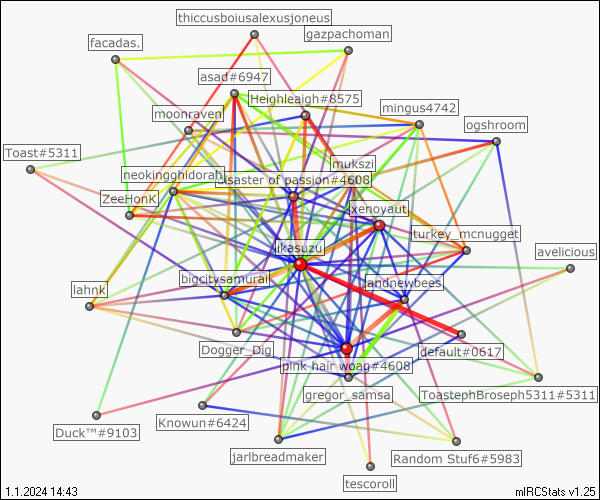 thiccusboiusalexusjoneus
gazpachoman
facadas.
asad#6947
Heighleaigh#8575
mingus4742
moonraven
ogshroom
Toast#5311
mukszi
neokingghidorah
disaster of passion#4608
ZeeHonK
xenoyaut
turkey_mcnugget
ikasuzu
avelicious
bigcitysamurai
andnewbees
lahnk
Dogger_Dig
default#0617
pink hair woag#4608
gregor_samsa
ToastephBroseph5311#5311
Duck™#9103
Knowun#6424
jarlbreadmaker
Random Stuf6#5983
tescoroll
1.1.2024 14:43
mIRCStats v1.25